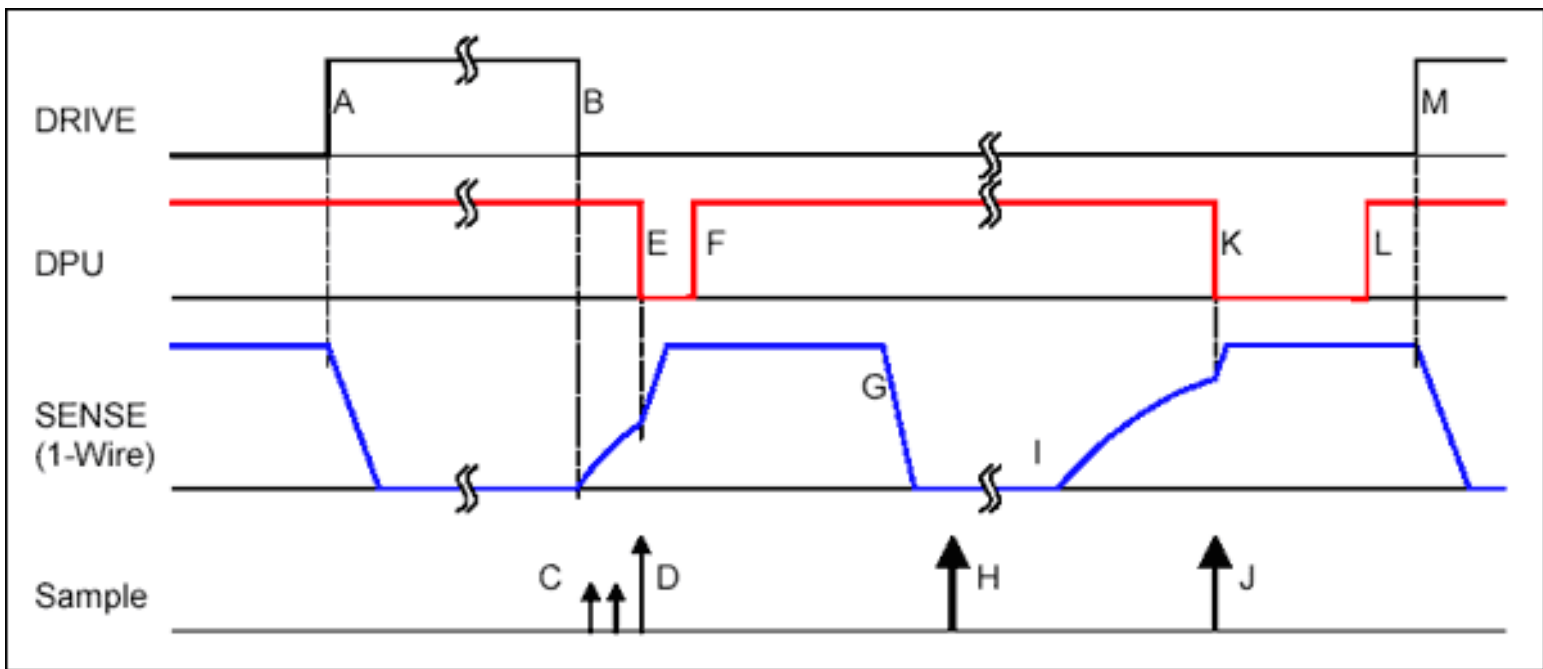 DRIVE A B M
DPU E F K L
SENSE
(1-Wire) G I
Sample C D H J